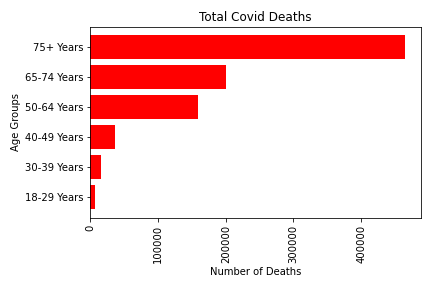 Total Covid Deaths
Age Groups
75+ Years
65-74 Years
50-64 Years
40-49 Years
30-39 Years
18-29 Years
0
100000
200000
300000
400000
Number of Deaths